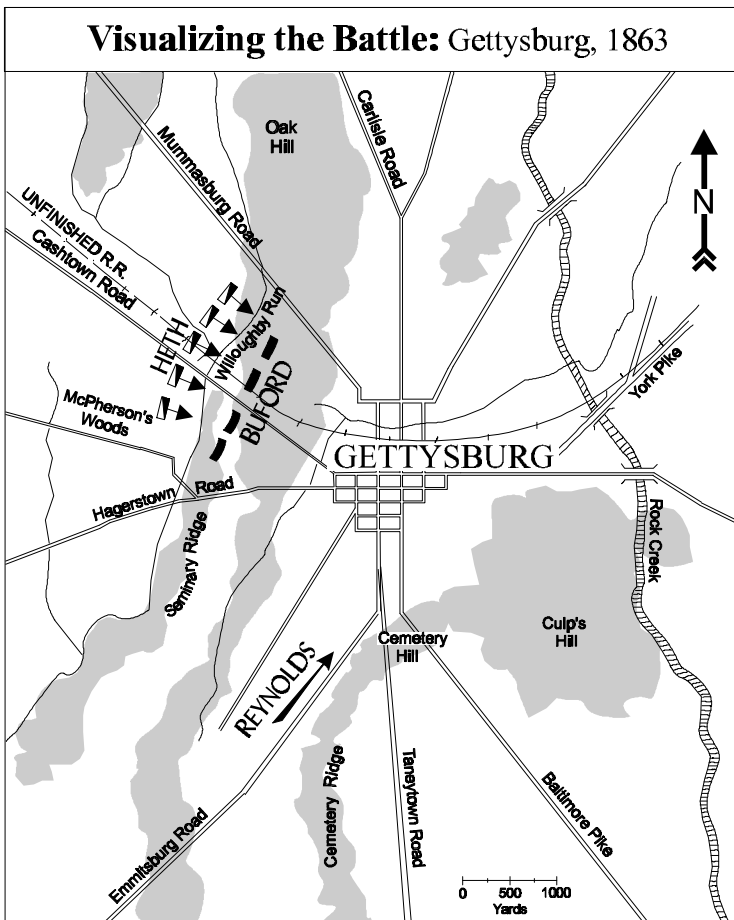 Visualizing the Battle: Gettysburg, 1863
Oak
Hill
Carlisle Road
Mummasburg Road
N
UNFINISHED R.R.
Cashtown Road
HETH
Willoughby Run
BUFORD
McPherson's
Woods
York Pike
GETTYSBURG
Hagerstown Road
Rock Creek
Seminary Ridge
Culp's
Hill
Cemetery
Hill
REYNOLDS
Cemetery Ridge
Taneytown Road
Baltimore Pike
Emmitsburg Road
0 500 1000
Yards